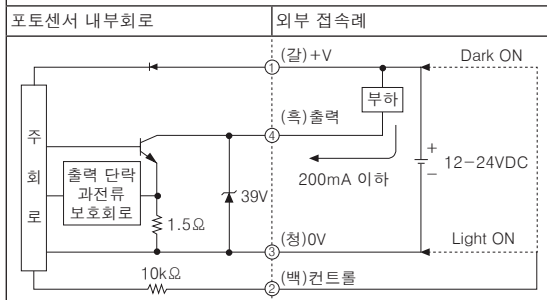 포토센서 내부회로
외부 접속례
① (갈)+V
Dark ON
부하
(흑)출력
④
주회로
출력 단락
과전류
보호회로
39V
1.5Ω
200mA 이하
+
12-24VDC
−
(청)0V
③
Light ON
10kΩ
(백)컨트롤
②